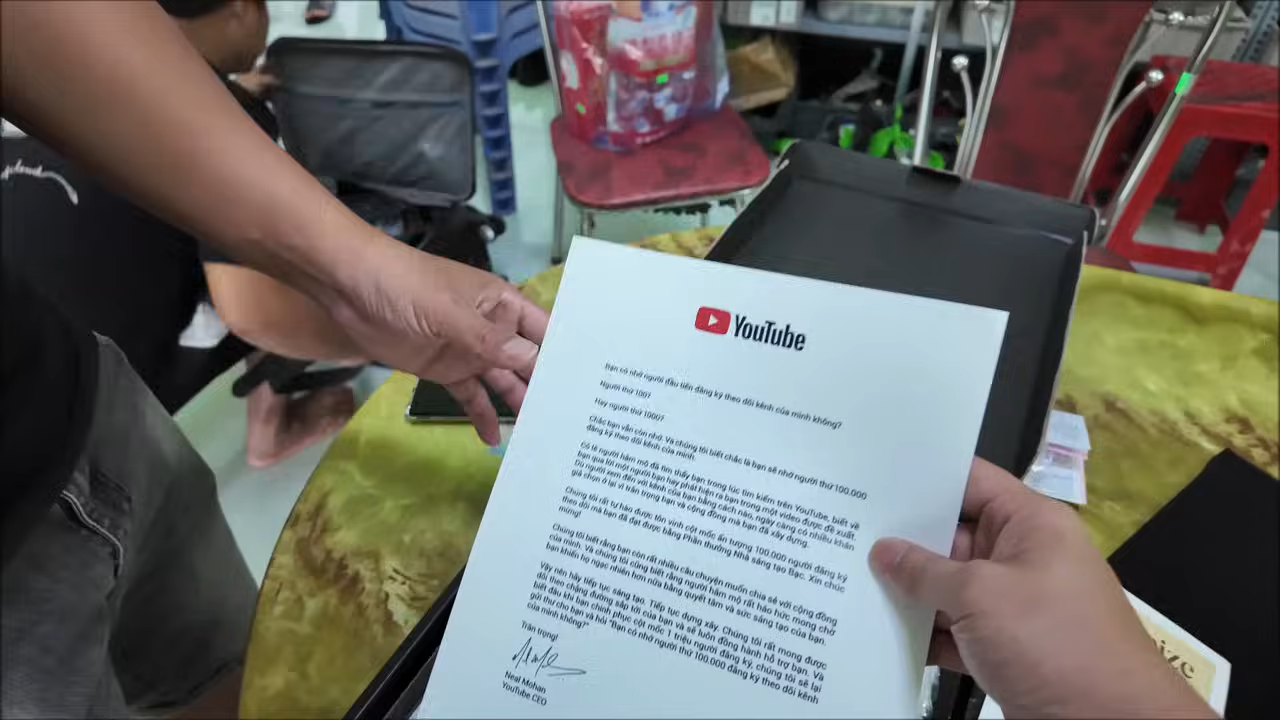 YouTube
Bạn có nhớ người đầu tiên đăng ký theo dõi kênh của mình không?
Người thứ 100?
Hay người thứ 1000?
Chắc bạn vẫn còn nhớ. Và chúng tôi biết chắc là bạn sẽ nhớ người thứ 100.000
đăng ký theo dõi kênh của mình.
Có lẽ người hâm mộ đã tìm thấy bạn trong lúc tìm kiếm trên YouTube, biết về
bạn qua lời một người bạn hay phát hiện ra bạn trong một video được đề xuất.
Dù người xem đến với kênh của bạn bằng cách nào, ngày càng có nhiều khán
giả chọn ở lại vì trân trọng bạn và cộng đồng mà bạn đã xây dựng.
Chúng tôi rất tự hào được tôn vinh cột mốc ấn tượng 100.000 người đăng ký
theo dõi mà bạn đã đạt được bằng Phần thưởng Nhà sáng tạo Bạc. Xin chúc
mừng!
Chúng tôi biết rằng bạn còn rất nhiều câu chuyện muốn chia sẻ với cộng đồng
của mình. Và chúng tôi cũng biết rằng người hâm mộ rất háo hức mong chờ
bạn khiến họ ngạc nhiên hơn nữa bằng quyết tâm và sức sáng tạo của bạn.
Vậy nên hãy tiếp tục sáng tạo. Tiếp tục dựng xây. Chúng tôi rất mong được
dõi theo chặng đường sắp tới của bạn và sẽ luôn đồng hành hỗ trợ bạn. Và
biết đâu khi bạn chinh phục cột mốc 1 triệu người đăng ký, chúng tôi sẽ lại
gửi thư cho bạn và hỏi "Bạn có nhớ người thứ 100.000 đăng ký theo dõi kênh
của mình không?"
Trân trọng!
Neal Mohan
YouTube CEO